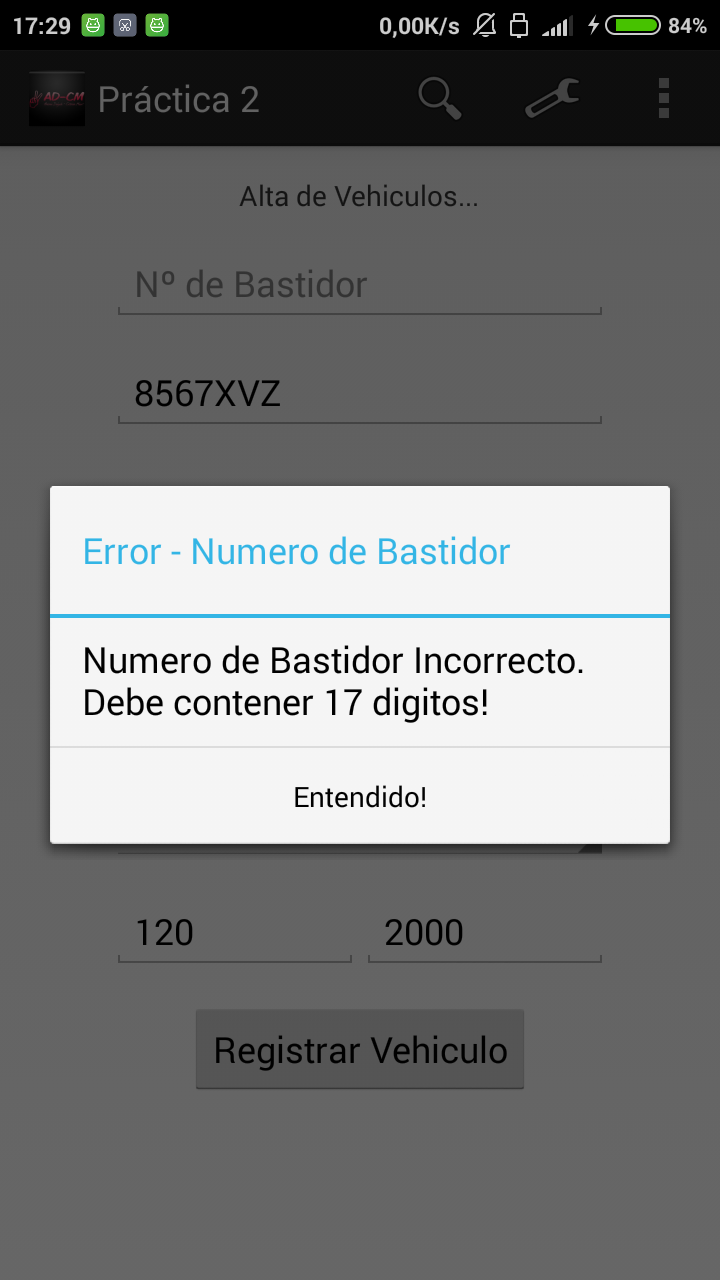 17:29 0,00K/s 84%
AD-CM Práctica 2
Alta de Vehiculos...
Nº de Bastidor
8567XVZ
Error - Numero de Bastidor
Numero de Bastidor Incorrecto.
Debe contener 17 digitos!
Entendido!
120 2000
Registrar Vehiculo